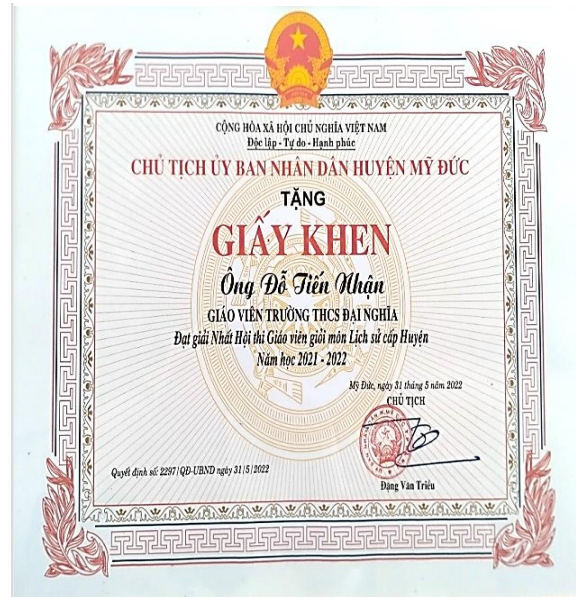 CỘNG HÒA XÃ HỘI CHỦ NGHĨA VIỆT NAM
Độc lập - Tự do - Hạnh phúc
CHỦ TỊCH ỦY BAN NHÂN DÂN HUYỆN MỸ ĐỨC
TẶNG
GIẤY KHEN
Ông Đỗ Tiến Nhận
GIÁO VIÊN TRƯỜNG THCS ĐẠI NGHĨA
Đạt giải Nhất Hội thi Giáo viên giỏi môn Lịch sử cấp Huyện
Năm học 2021 - 2022
Mỹ Đức, ngày 31 tháng 5 năm 2022
CHỦ TỊCH
Quyết định số: 2297/QĐ-UBND ngày 31/5/2022
Đặng Văn Triều